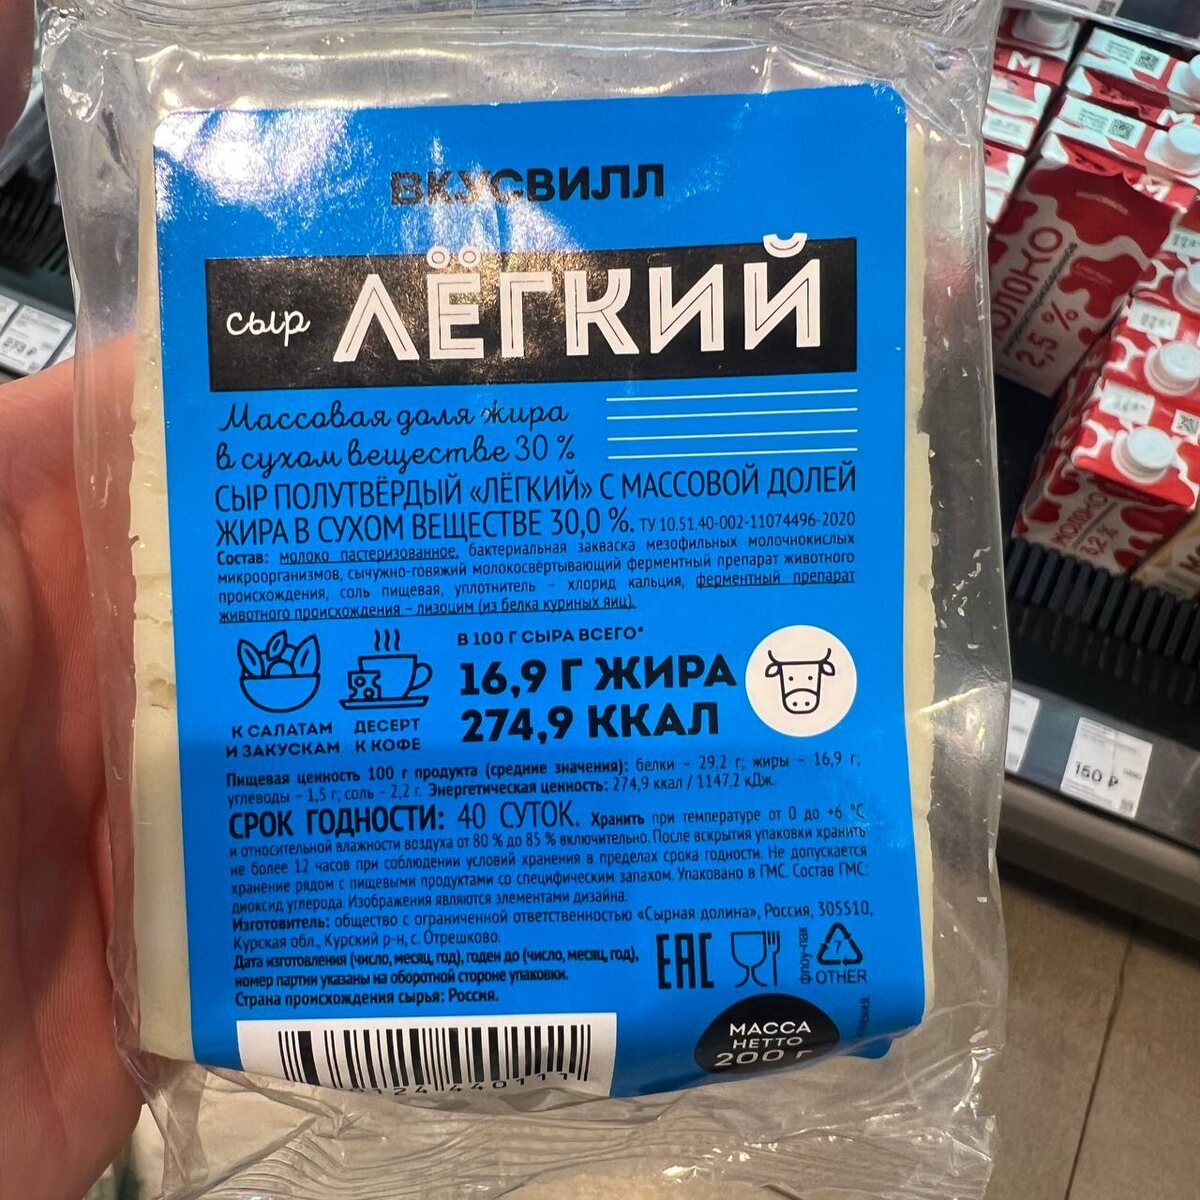 ВКУСВИЛЛ
сыр ЛЁГКИЙ
Массовая доля жира
в сухом веществе 30 %
СЫР ПОЛУТВЁРДЫЙ «ЛЁГКИЙ» С МАССОВОЙ ДОЛЕЙ
ЖИРА В СУХОМ ВЕЩЕСТВЕ 30,0 %. ТУ 10.51.40-002-11074496-2020
Состав: молоко пастеризованное, бактериальная закваска мезофильных молочнокислых
микроорганизмов, сычужно-говяжий молокосвёртывающий ферментный препарат животного
происхождения, соль пищевая, уплотнитель – хлорид кальция, ферментный препарат
животного происхождения – лизоцим (из белка куриных яиц).
В 100 Г СЫРА ВСЕГО*
16,9 Г ЖИРА
274,9 ККАЛ
К САЛАТАМ
И ЗАКУСКАМ
ДЕСЕРТ
К КОФЕ
Пищевая ценность 100 г продукта (средние значения): белки – 29,2 г; жиры – 16,9 г;
углеводы – 1,5 г; соль – 2,2 г. Энергетическая ценность: 274,9 ккал / 1147,2 кДж.
СРОК ГОДНОСТИ: 40 СУТОК. Хранить при температуре от 0 до +6 °С
и относительной влажности воздуха от 80 % до 85 % включительно. После вскрытия упаковки хранить
не более 12 часов при соблюдении условий хранения в пределах срока годности. Не допускается
хранение рядом с пищевыми продуктами со специфическим запахом. Упаковано в ГМС. Состав ГМС:
диоксид углерода. Изображения являются элементами дизайна.
Изготовитель: общество с ограниченной ответственностью «Сырная долина», Россия, 305510,
Курская обл., Курский р-н, с. Отрешково.
Дата изготовления (число, месяц, год), годен до (число, месяц, год),
номер партии указаны на оборотной стороне упаковки.
Страна происхождения сырья: Россия.
EAC
флоу-пак
7
OTHER
МАССА
НЕТТО
200 г
124 440111
МОЛОКО
2,5 %
МОЛОКО
3,2 %
150 ₽
273 ₽